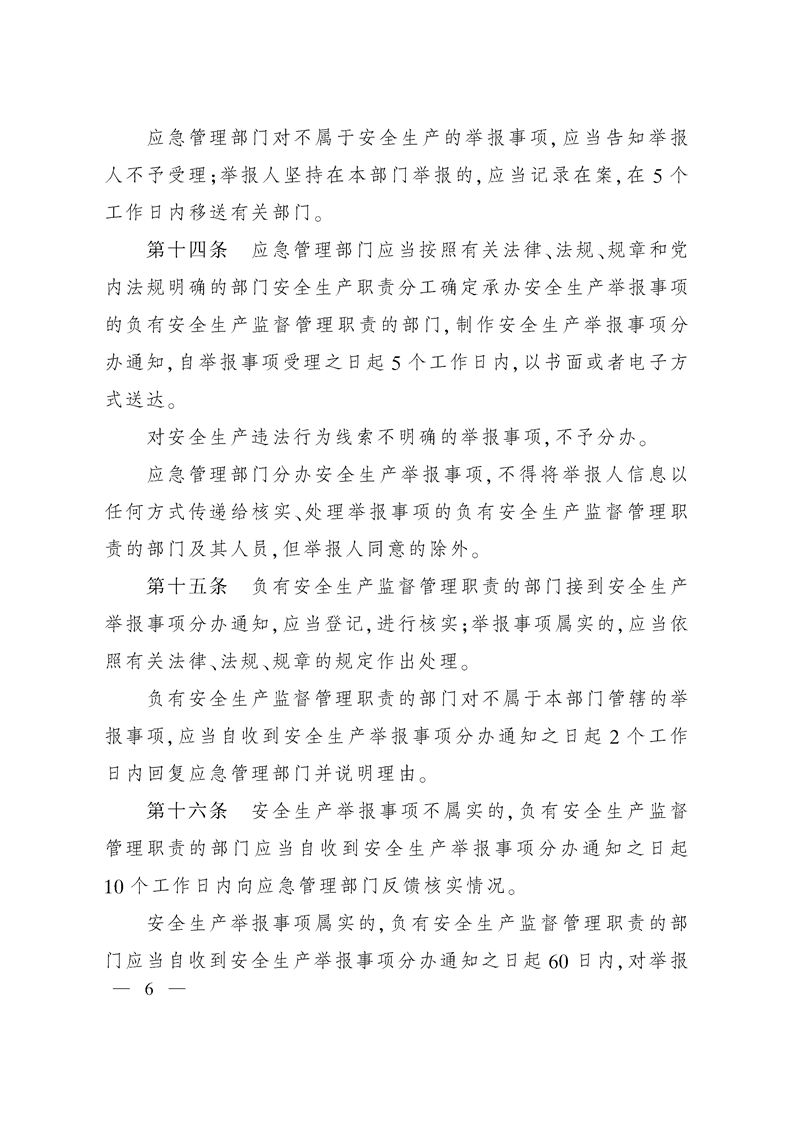 应急管理部门对不属于安全生产的举报事项,应当告知举报
人不予受理;举报人坚持在本部门举报的,应当记录在案,在 5 个
工作日内移送有关部门。
第十四条　应急管理部门应当按照有关法律、法规、规章和党
内法规明确的部门安全生产职责分工确定承办安全生产举报事项
的负有安全生产监督管理职责的部门,制作安全生产举报事项分
办通知,自举报事项受理之日起 5 个工作日内,以书面或者电子方
式送达。
对安全生产违法行为线索不明确的举报事项,不予分办。
应急管理部门分办安全生产举报事项,不得将举报人信息以
任何方式传递给核实、处理举报事项的负有安全生产监督管理职
责的部门及其人员,但举报人同意的除外。
第十五条　负有安全生产监督管理职责的部门接到安全生产
举报事项分办通知,应当登记,进行核实;举报事项属实的,应当依
照有关法律、法规、规章的规定作出处理。
负有安全生产监督管理职责的部门对不属于本部门管辖的举
报事项,应当自收到安全生产举报事项分办通知之日起 2 个工作
日内回复应急管理部门并说明理由。
第十六条　安全生产举报事项不属实的,负有安全生产监督
管理职责的部门应当自收到安全生产举报事项分办通知之日起
10 个工作日内向应急管理部门反馈核实情况。
安全生产举报事项属实的,负有安全生产监督管理职责的部
门应当自收到安全生产举报事项分办通知之日起 60 日内,对举报
— 6 —